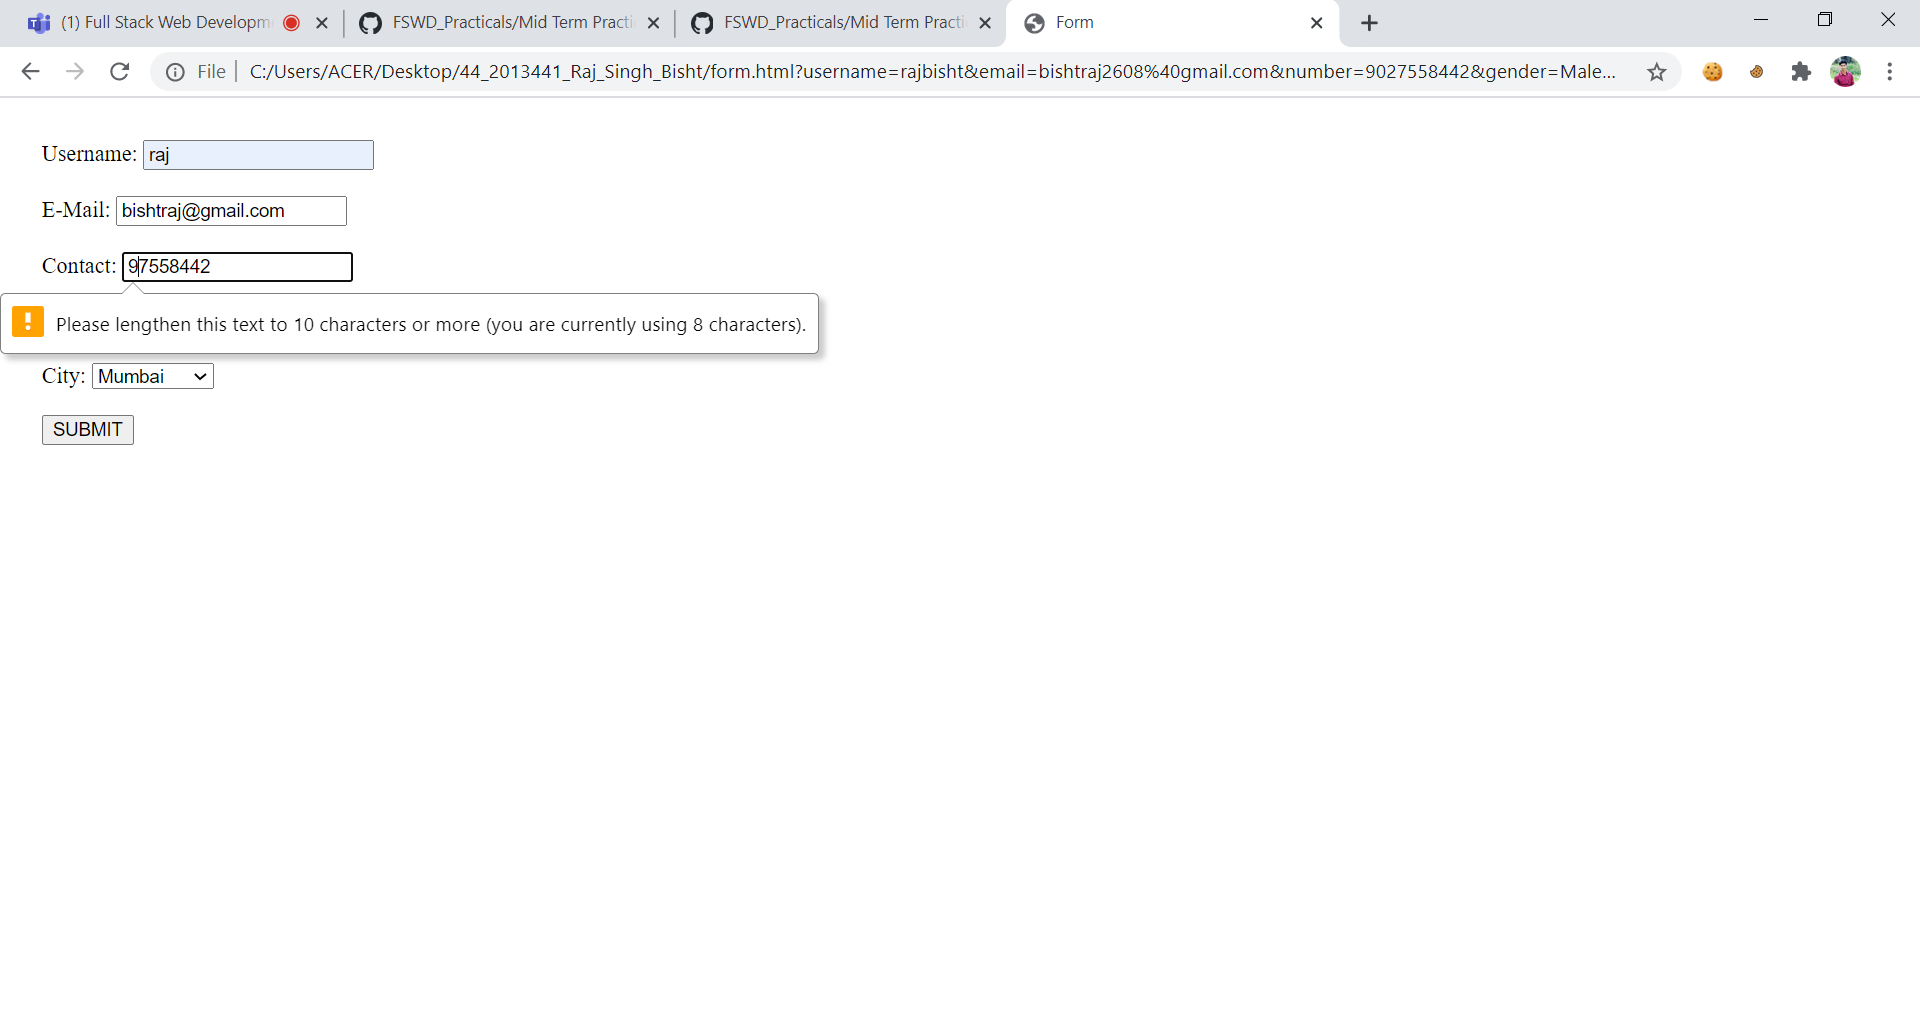 (1) Full Stack Web Developm
FSWD_Practicals/Mid Term Practi
FSWD_Practicals/Mid Term Practi
Form
File
C:/Users/ACER/Desktop/44_2013441_Raj_Singh_Bisht/form.html?username=rajbisht&email=bishtraj2608%40gmail.com&number=9027558442&gender=Male...
Username: raj
E-Mail: bishtraj@gmail.com
Contact: 97558442
Please lengthen this text to 10 characters or more (you are currently using 8 characters).
City: Mumbai
SUBMIT